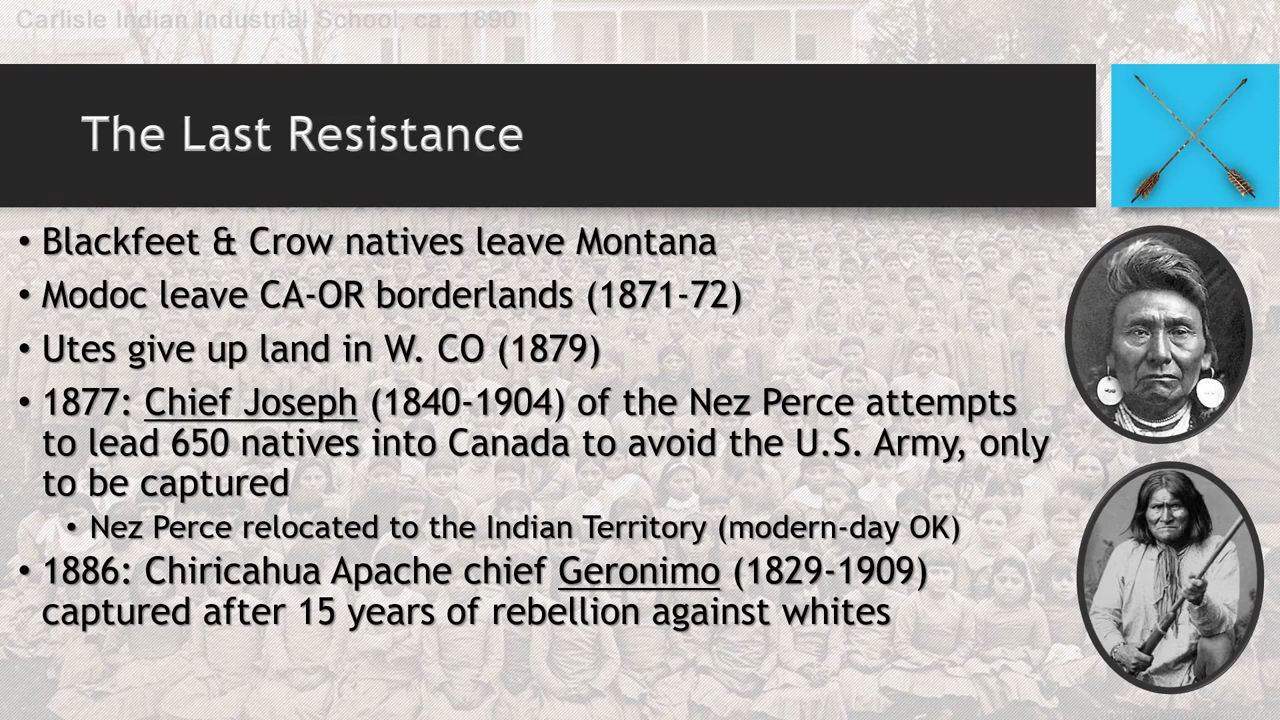 Carlisle Indian Industrial School, ca. 1890
The Last Resistance
• Blackfeet & Crow natives leave Montana
• Modoc leave CA-OR borderlands (1871-72)
• Utes give up land in W. CO (1879)
• 1877: Chief Joseph (1840-1904) of the Nez Perce attempts
to lead 650 natives into Canada to avoid the U.S. Army, only
to be captured
• Nez Perce relocated to the Indian Territory (modern-day OK)
• 1886: Chiricahua Apache chief Geronimo (1829-1909)
captured after 15 years of rebellion against whites